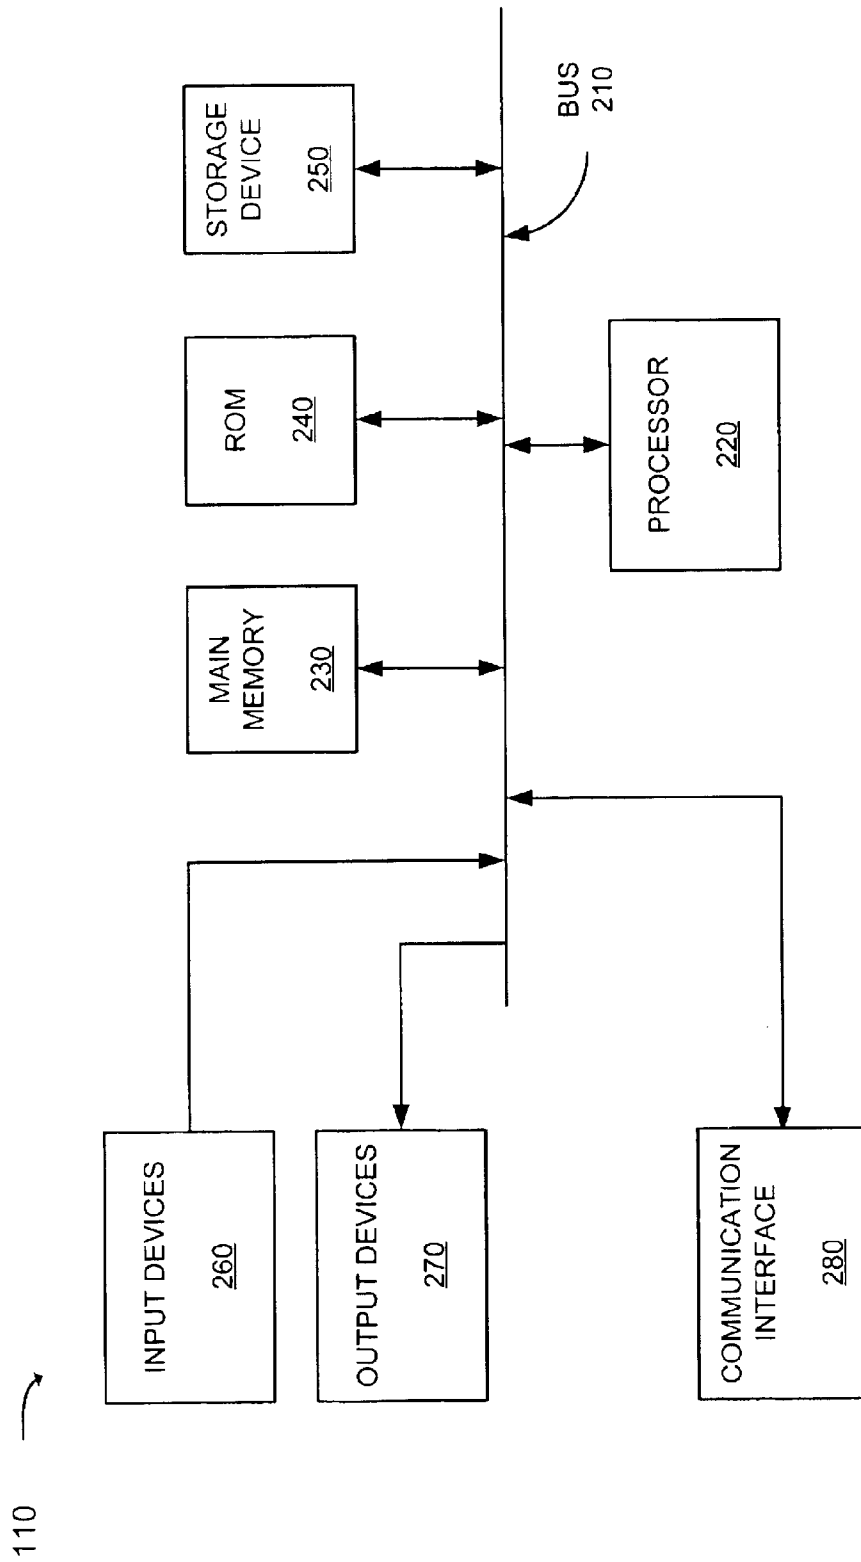 110
INPUT DEVICES
260
OUTPUT DEVICES
270
COMMUNICATION
INTERFACE
280
MAIN
MEMORY
230
ROM
240
STORAGE
DEVICE
250
PROCESSOR
220
BUS
210